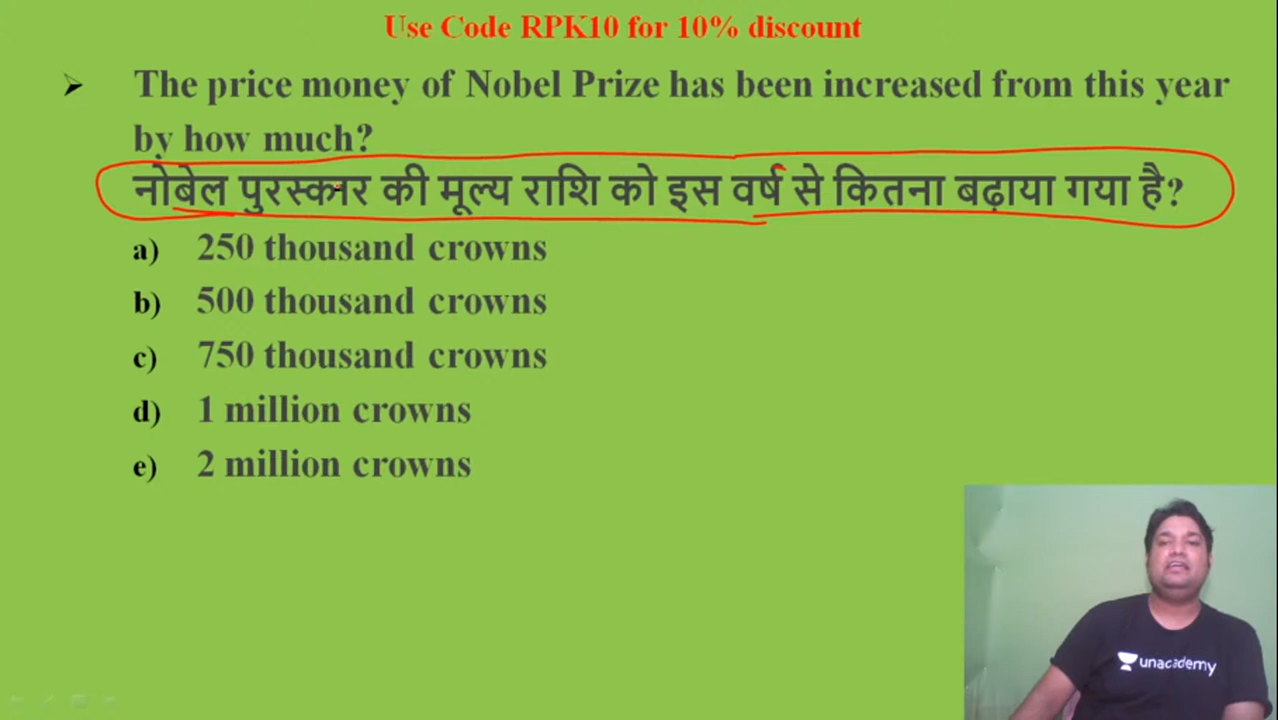 Use Code RPK10 for 10% discount
➢ The price money of Nobel Prize has been increased from this year
by how much?
नोबेल पुरस्कार की मूल्य राशि को इस वर्ष से कितना बढ़ाया गया है?
a) 250 thousand crowns
b) 500 thousand crowns
c) 750 thousand crowns
d) 1 million crowns
e) 2 million crowns
unacademy